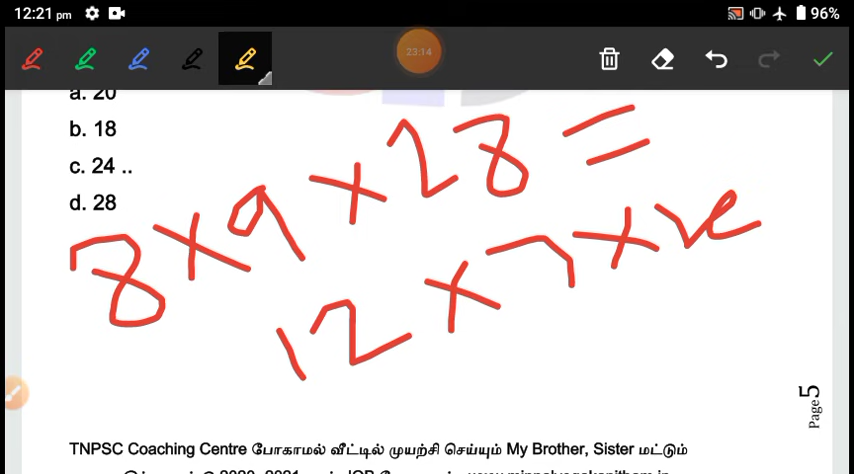 12:21 pm
96%
23:14
a. 20
b. 18
c. 24 ..
d. 28
8 x 9 x 28 =
12 x 7 x
Page 5
TNPSC Coaching Centre போகாமல் வீட்டில் முயற்சி செய்யும் My Brother, Sister மட்டும்